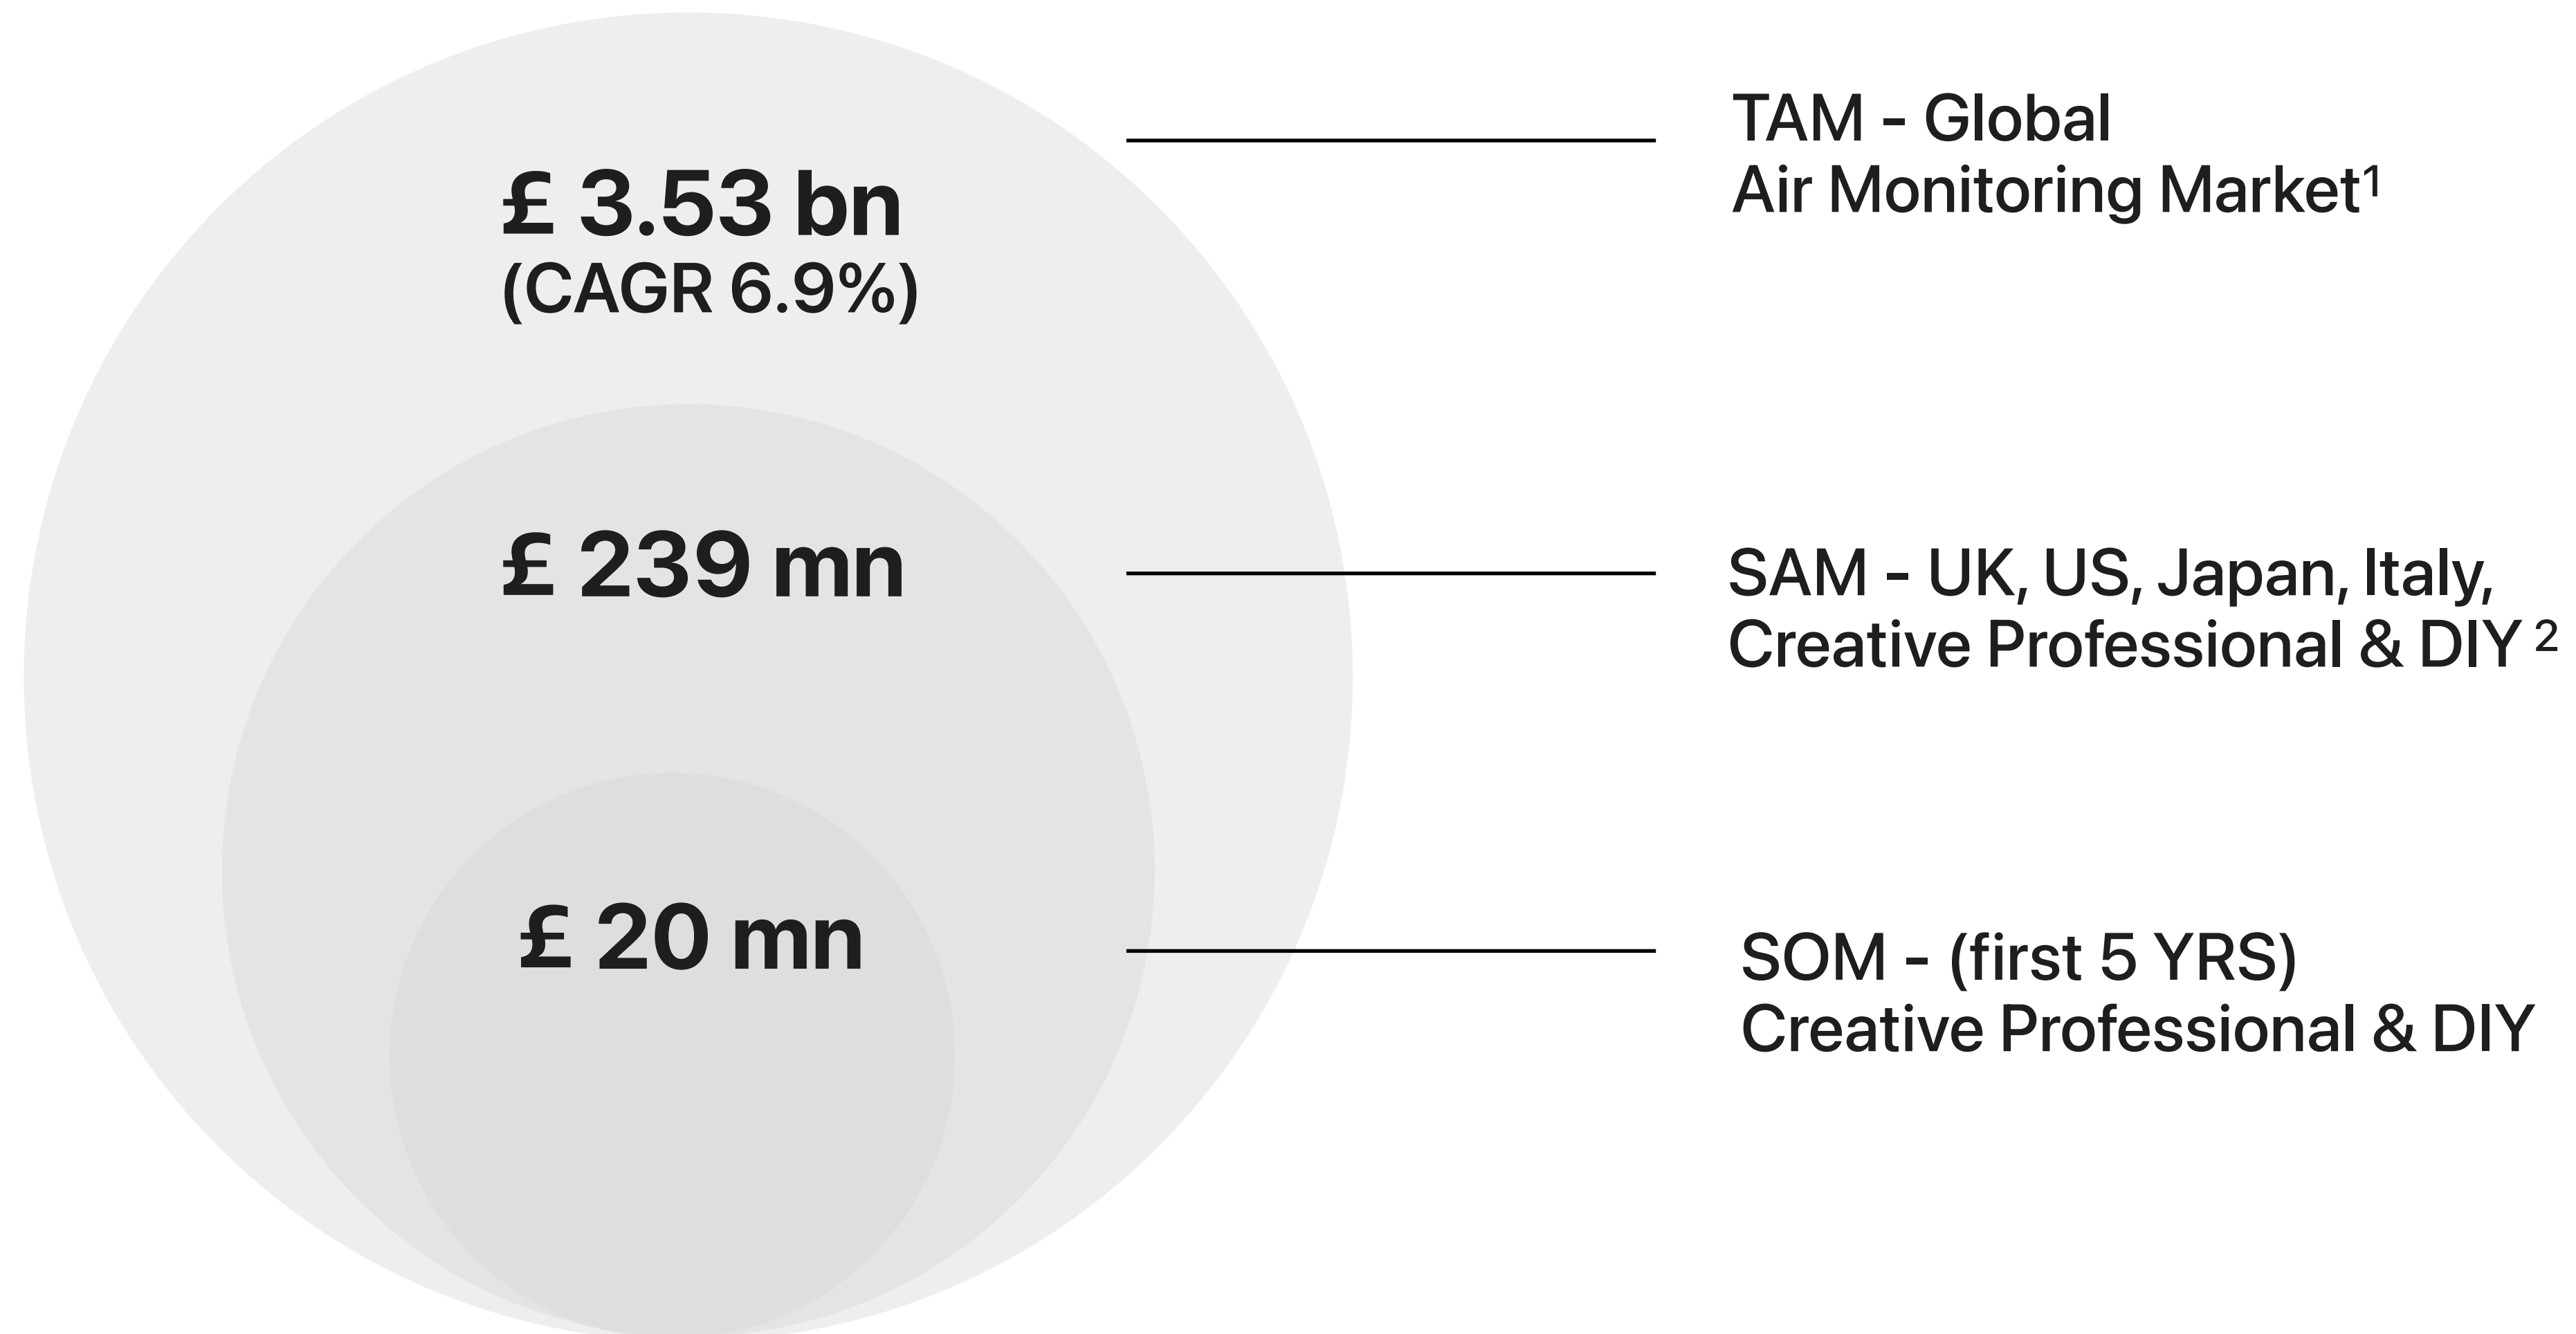 £ 3.53 bn
(CAGR 6.9%)
TAM - Global
Air Monitoring Market¹
£ 239 mn
SAM - UK, US, Japan, Italy,
Creative Professional & DIY ²
£ 20 mn
SOM - (first 5 YRS)
Creative Professional & DIY